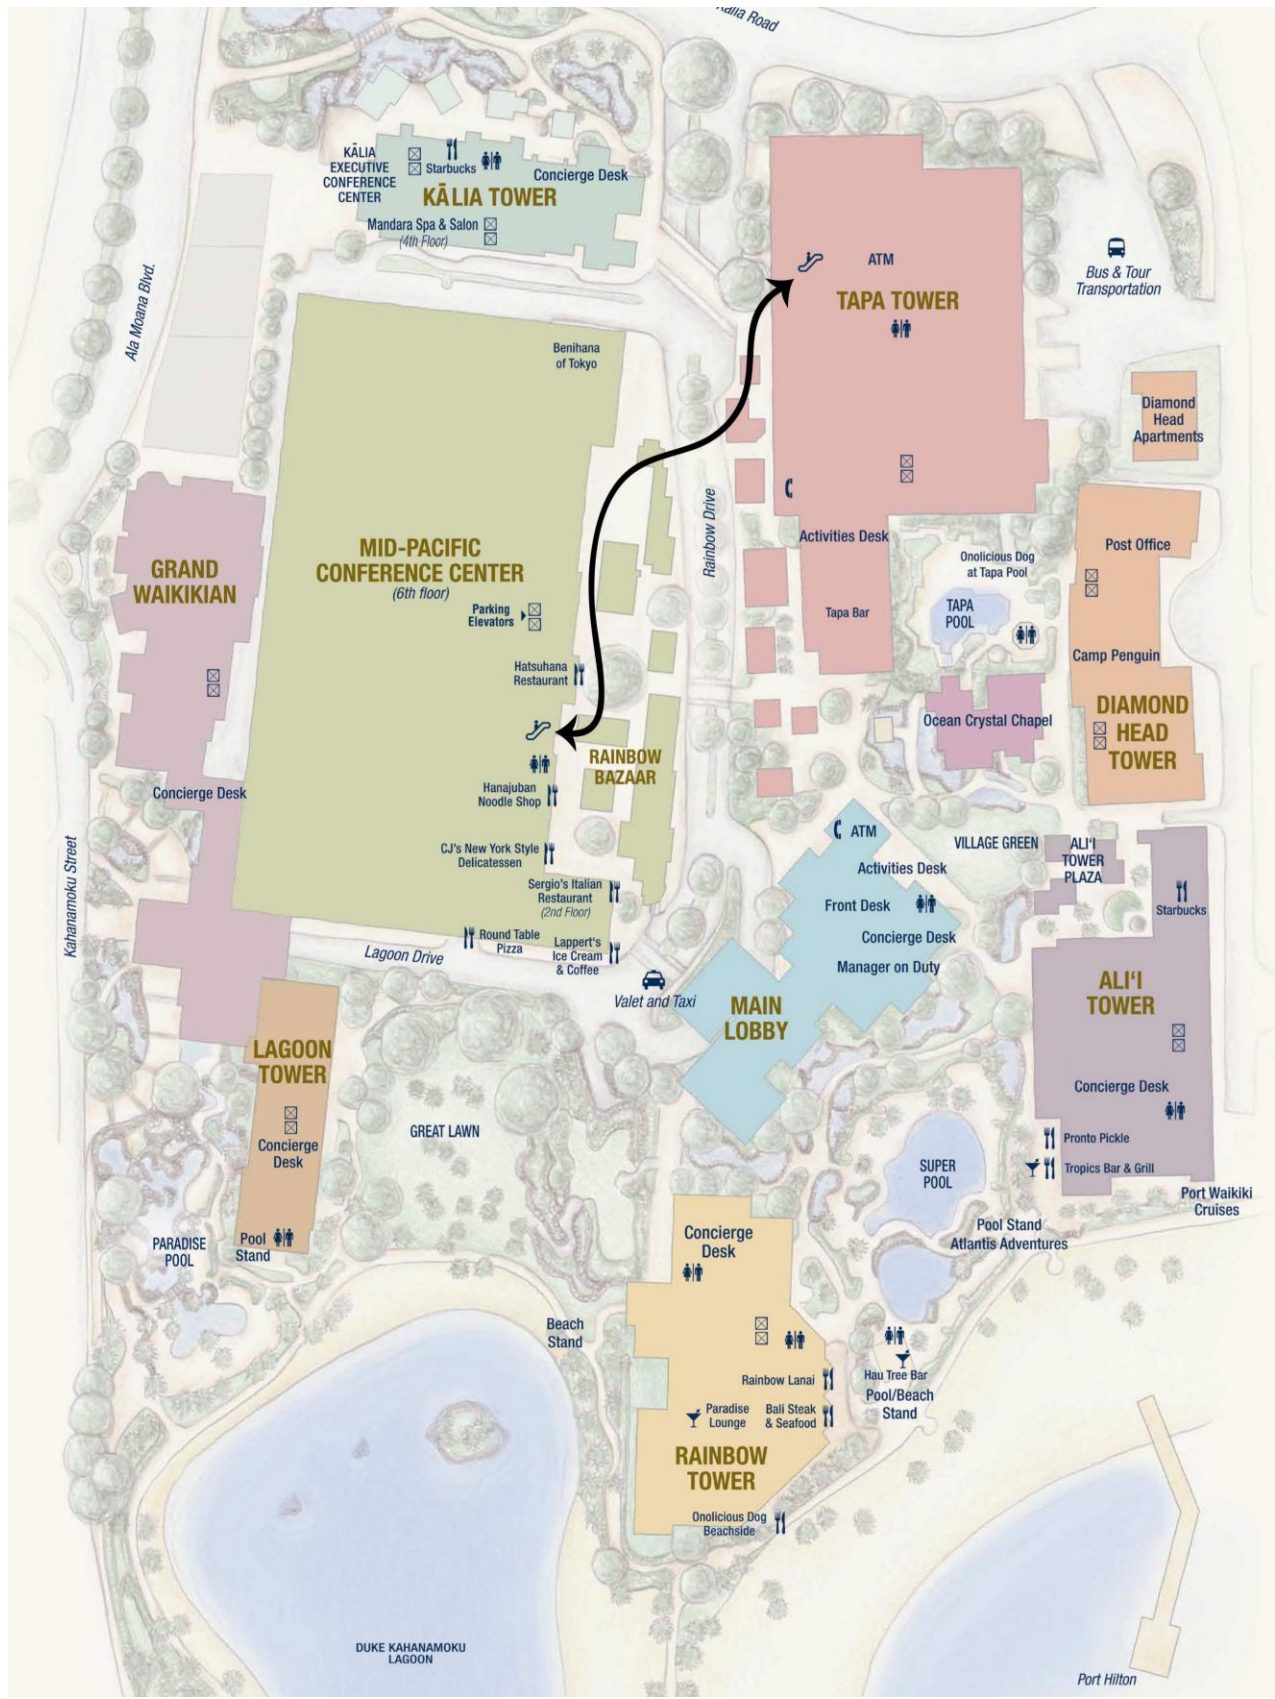 Kalia Road
KĀLIA
EXECUTIVE
CONFERENCE
CENTER
Starbucks
Concierge Desk
KĀLIA TOWER
Mandara Spa & Salon
(4th Floor)
Ala Moana Blvd.
ATM
TAPA TOWER
Bus & Tour
Transportation
Benihana
of Tokyo
Diamond
Head
Apartments
Rainbow Drive
Activities Desk
Tapa Bar
Onolicious Dog
at Tapa Pool
TAPA
POOL
Post Office
Camp Penguin
DIAMOND
HEAD
TOWER
Ocean Crystal Chapel
GRAND
WAIKIKIAN
Concierge Desk
MID-PACIFIC
CONFERENCE CENTER
(6th floor)
Parking
Elevators
Hatsuhana
Restaurant
RAINBOW
BAZAAR
Hanajuban
Noodle Shop
CJ's New York Style
Delicatessen
Sergio's Italian
Restaurant
(2nd Floor)
Round Table
Pizza
Lappert's
Ice Cream
& Coffee
Kahanamoku Street
Lagoon Drive
Valet and Taxi
ATM
Activities Desk
Front Desk
Concierge Desk
Manager on Duty
MAIN
LOBBY
VILLAGE GREEN
ALI'I
TOWER
PLAZA
Starbucks
ALI‘I
TOWER
Concierge Desk
Pronto Pickle
Tropics Bar & Grill
Port Waikiki
Cruises
LAGOON
TOWER
Concierge
Desk
Pool
Stand
PARADISE
POOL
GREAT LAWN
SUPER
POOL
Pool Stand
Atlantis Adventures
Concierge
Desk
Beach
Stand
Hau Tree Bar
Pool/Beach
Stand
Rainbow Lanai
Paradise
Lounge
Bali Steak
& Seafood
RAINBOW
TOWER
Onolicious Dog
Beachside
DUKE KAHANAMOKU
LAGOON
Port Hilton